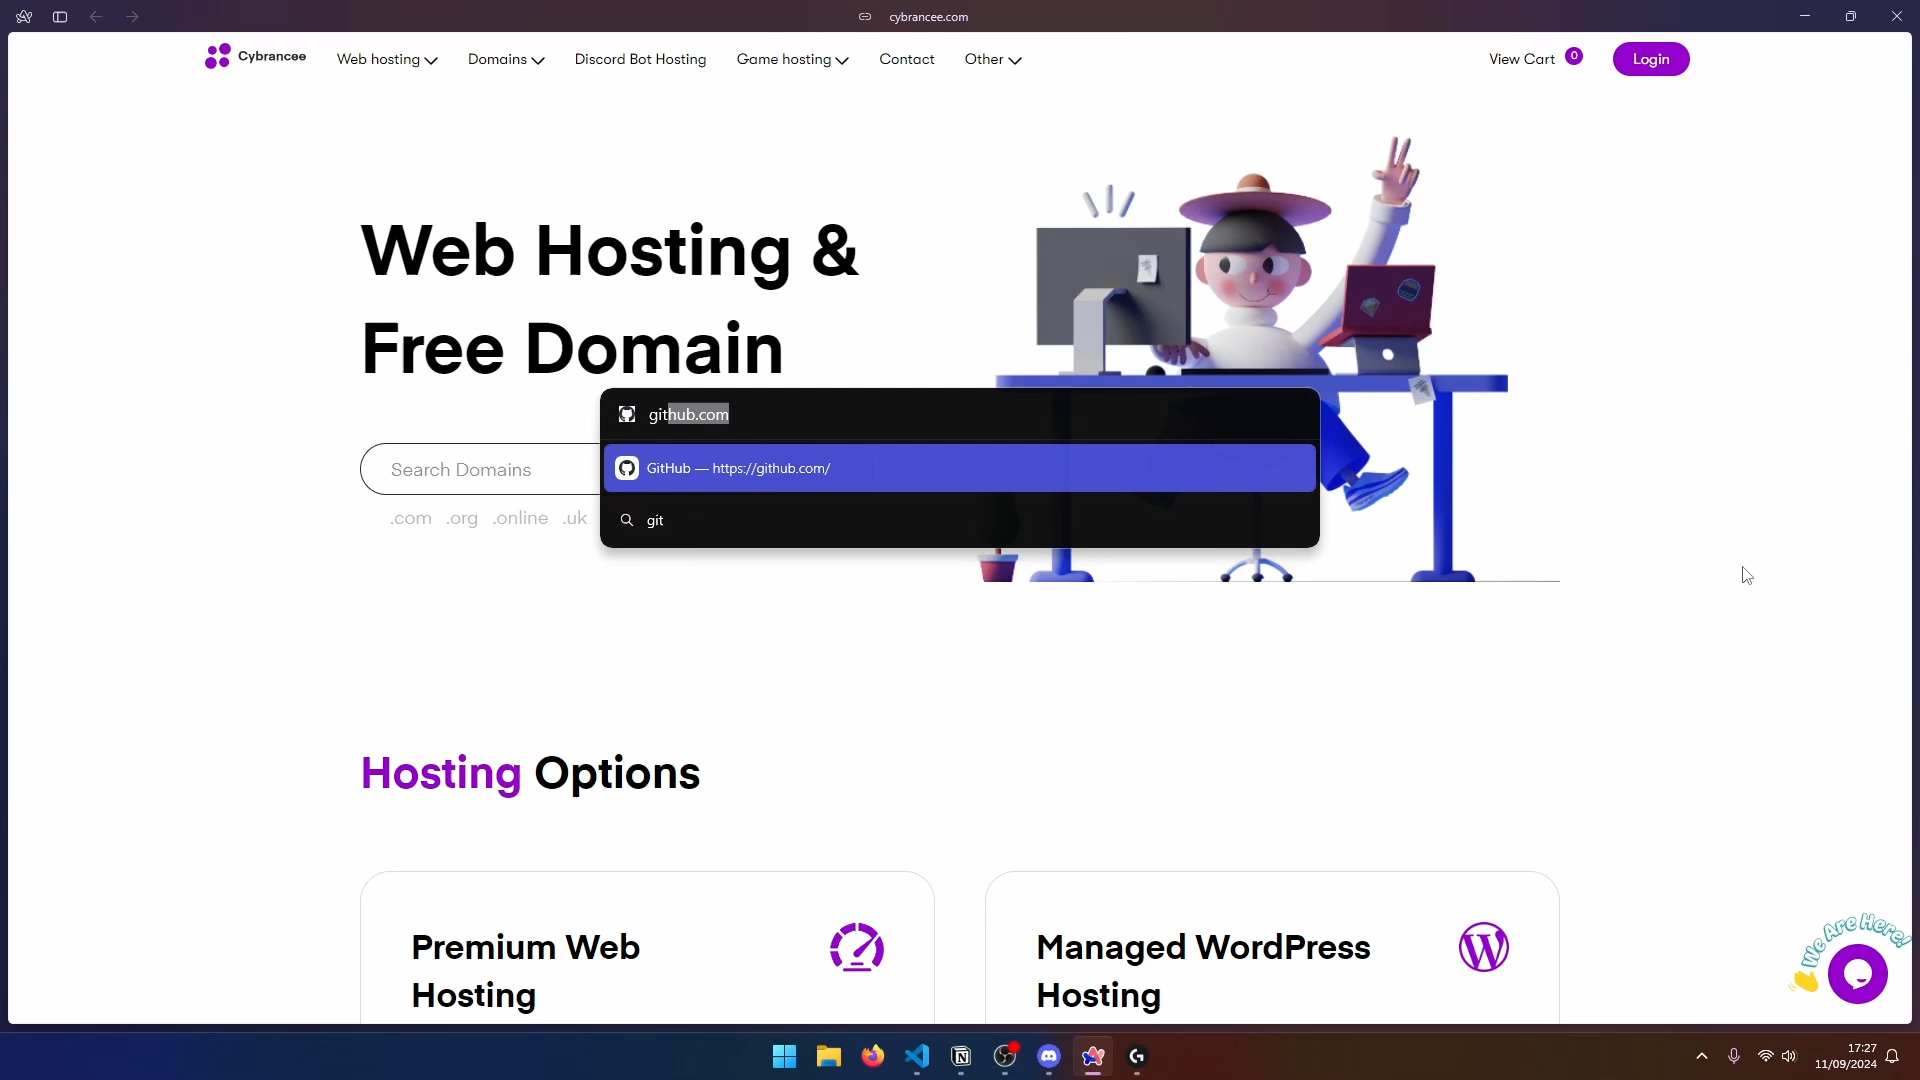 cybrancee.com
Cybrancee
Web hosting
Domains
Discord Bot Hosting
Game hosting
Contact
Other
View Cart
0
Login
Web Hosting &
Free Domain
github.com
Search Domains
GitHub — https://github.com/
.com .org .online .uk
git
Hosting Options
Premium Web
Hosting
Managed WordPress
Hosting
We Are Here!
17:27
11/09/2024